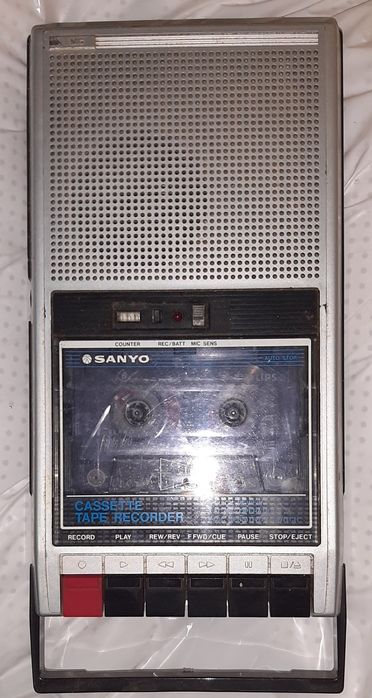 MIC
COUNTER REC/BATT MIC SENS
SANYO
AUTO STOP
CASSETTE
TAPE RECORDER
RECORD PLAY REW/REV F FWD/CUE PAUSE STOP/EJECT